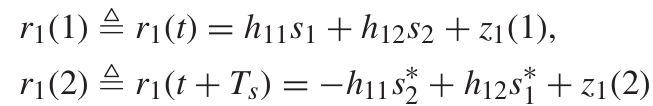 r₁(1) ≜ r₁(t) = h₁₁s₁ + h₁₂s₂ + z₁(1),
r₁(2) ≜ r₁(t + Tₛ) = −h₁₁s₂* + h₁₂s₁* + z₁(2)